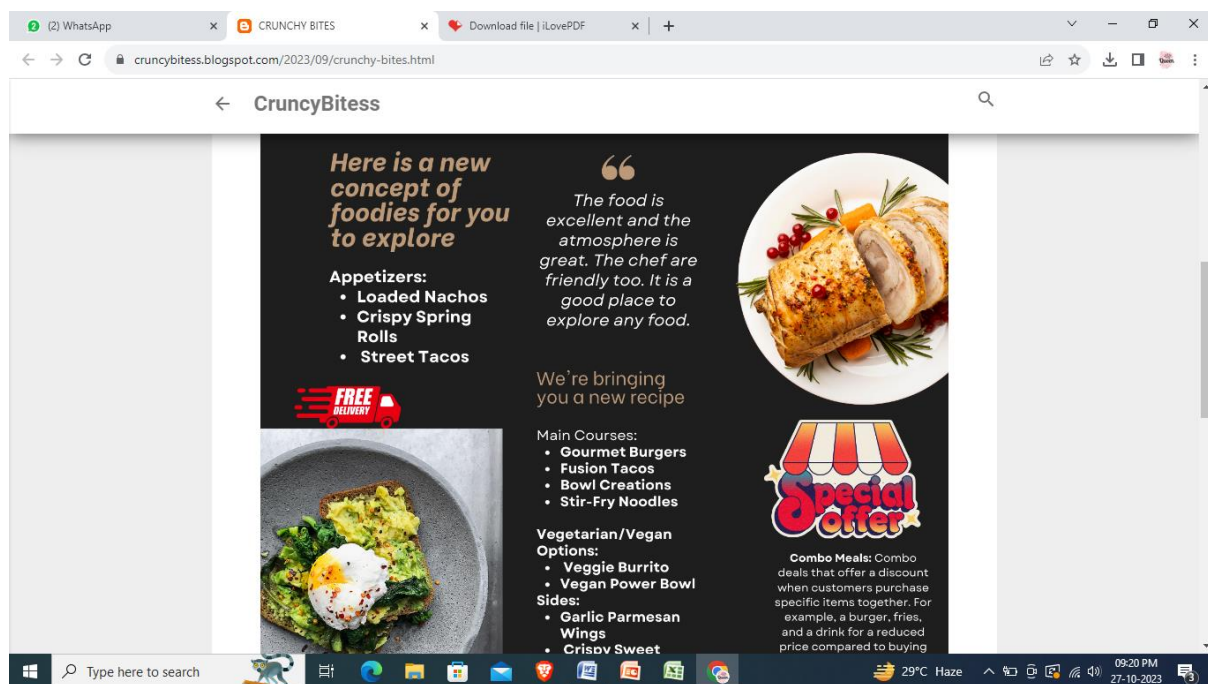 (2) WhatsApp
CRUNCHY BITES
Download file | iLovePDF
cruncybitess.blogspot.com/2023/09/crunchy-bites.html
CruncyBitess
Here is a new
concept of
foodies for you
to explore
Appetizers:
• Loaded Nachos
• Crispy Spring
Rolls
• Street Tacos
FREE
DELIVERY
The food is
excellent and the
atmosphere is
great. The chef are
friendly too. It is a
good place to
explore any food.
We're bringing
you a new recipe
Main Courses:
• Gourmet Burgers
• Fusion Tacos
• Bowl Creations
• Stir-Fry Noodles
Vegetarian/Vegan
Options:
• Veggie Burrito
• Vegan Power Bowl
Sides:
• Garlic Parmesan
Wings
• Crispy Sweet
Special
offer
Combo Meals: Combo
deals that offer a discount
when customers purchase
specific items together. For
example, a burger, fries,
and a drink for a reduced
price compared to buying
Type here to search
29°C Haze
09:20 PM
27-10-2023
3